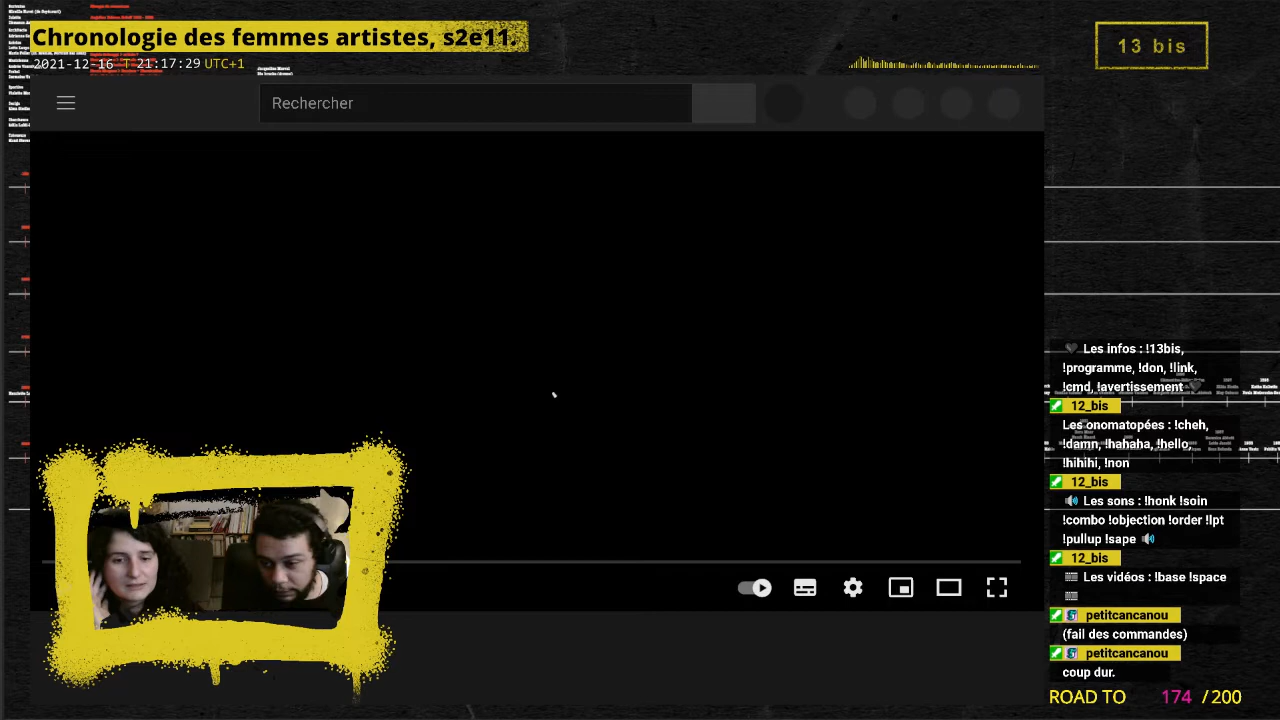 Chronologie des femmes artistes, s2e11.
2021-12-16 T 21:17:29 UTC+1
13 bis
Rechercher
Les infos : !13bis,
!programme, !don, !link,
!cmd, !avertissement
12_bis
Les onomatopées : !cheh,
!damn, !hahaha, !hello,
!hihihi, !non
12_bis
Les sons : !honk !soin
!combo !objection !order !lpt
!pullup !sape
12_bis
Les vidéos : !base !space
petitcancanou
(fail des commandes)
petitcancanou
coup dur.
ROAD TO 174 / 200